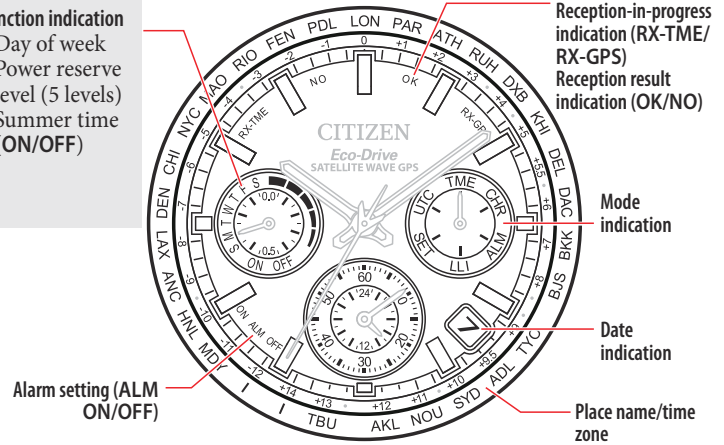 nction indication
Day of week
Power reserve
evel (5 levels)
Summer time
ON/OFF)
Reception-in-progress
indication (RX-TME/
RX-GPS)
Reception result
indication (OK/NO)
Mode
indication
Date
indication
Place name/time
zone
Alarm setting (ALM
ON/OFF)
LON PAR ATH RUH DXB KHI DEL DAC BKK BJS TYO ADL SYD NOU AKL TBU MDY HNL ANC LAX DEN CHI NYC MAO RIO FEN PDL
0 +1 +2 +3 +4 +5 +5.5 +6 +7 +8 +9 +9.5 +10 +11 +12 +13 +14 -12 -11 -10 -9 -8 -7 -6 -5 -4 -3 -2 -1
NO
OK
RX-TME
RX-GP
CITIZEN
Eco-Drive
SATELLITE WAVE GPS
S M T W T F S
0.0
0.5
ON OFF
UTC TME CHR ALM LLI SET
60 10 20 30 40 50
24
12
ON ALM OFF
7